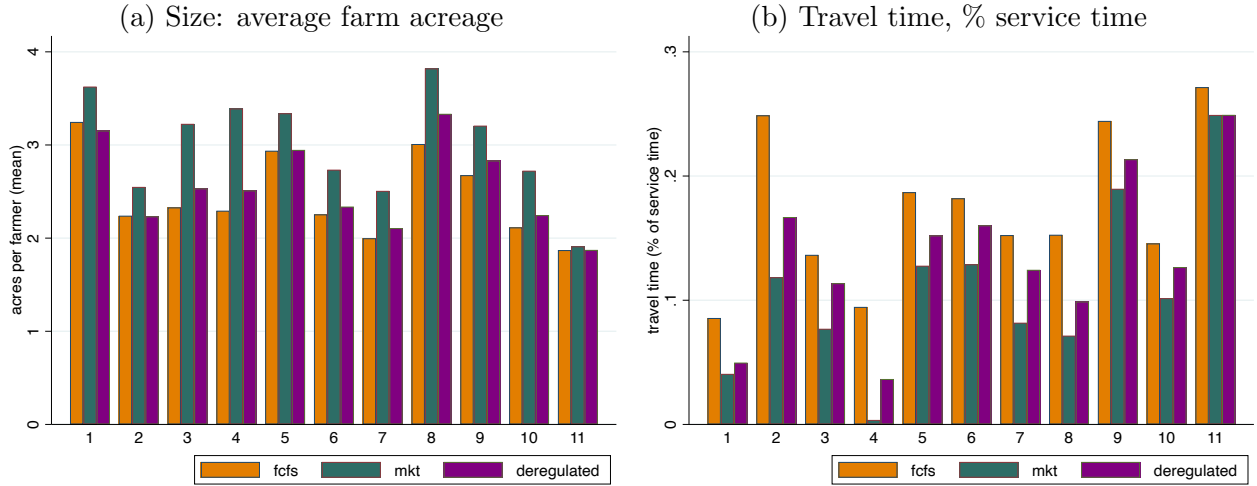 (a) Size: average farm acreage
acres per farmer (mean)
4
3
2
1
0
1 2 3 4 5 6 7 8 9 10 11
fcfs mkt deregulated
(b) Travel time, % service time
travel time (% of service time)
.3
.2
.1
0
1 2 3 4 5 6 7 8 9 10 11
fcfs mkt deregulated